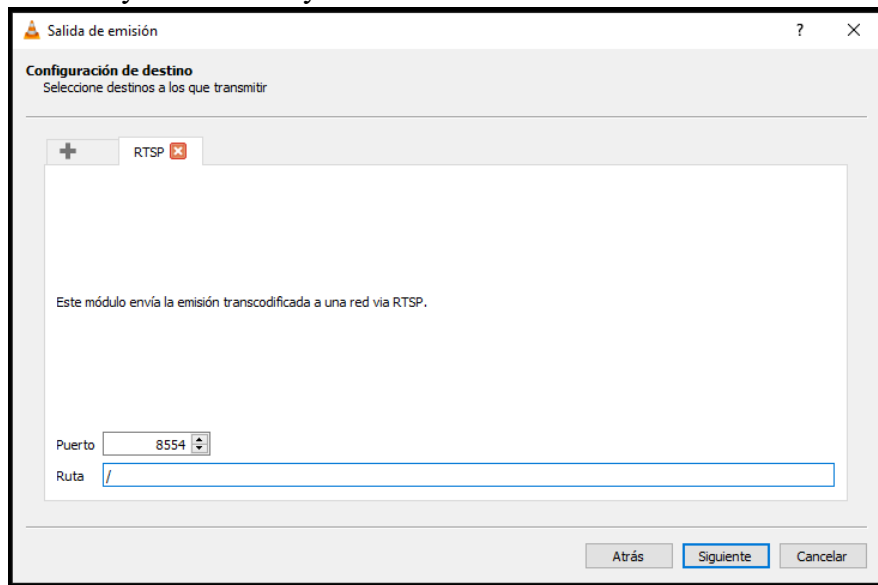 Salida de emisión
?
Configuración de destino
Seleccione destinos a los que transmitir
RTSP
Este módulo envía la emisión transcodificada a una red via RTSP.
Puerto 8554
Ruta /
Atrás Siguiente Cancelar